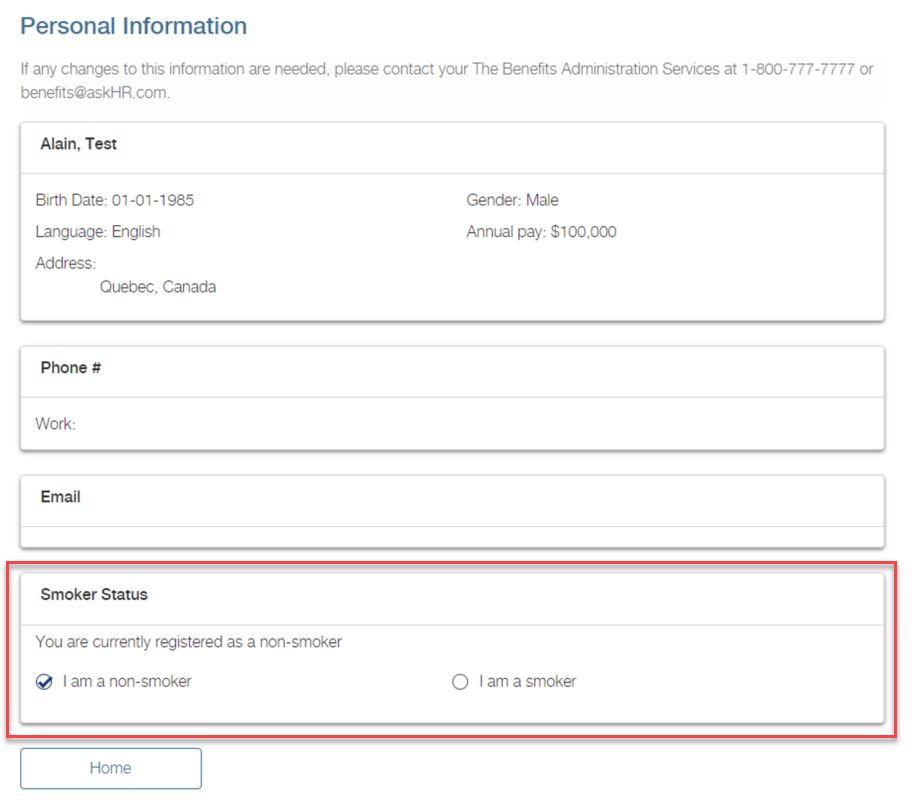 Personal Information
If any changes to this information are needed, please contact your The Benefits Administration Services at 1-800-777-7777 or
benefits@askHR.com.
Alain, Test
Birth Date: 01-01-1985
Gender: Male
Language: English
Annual pay: $100,000
Address:
Quebec, Canada
Phone #
Work:
Email
Smoker Status
You are currently registered as a non-smoker
I am a non-smoker
I am a smoker
Home